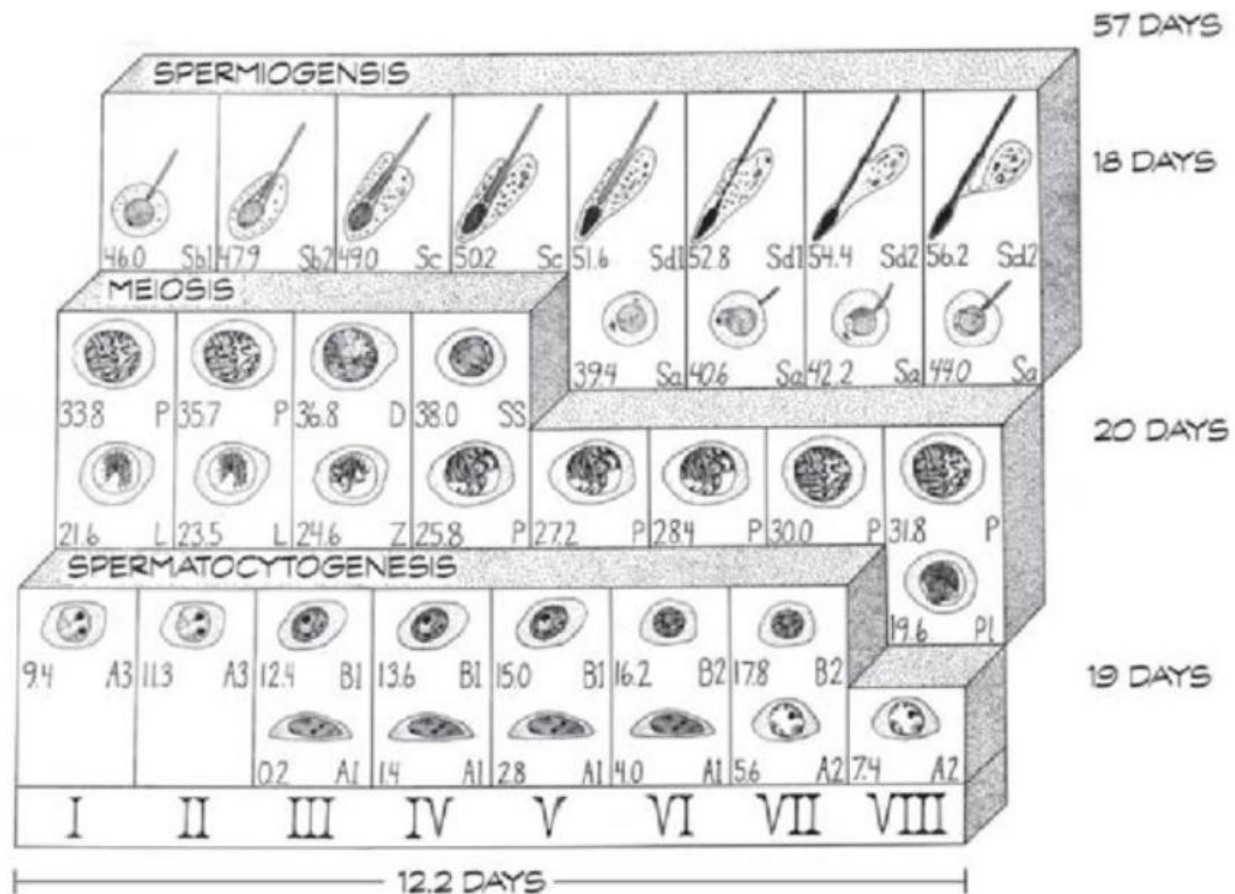 57 DAYS
SPERMIOGENSIS
18 DAYS
46.0 Sb1 47.9 Sb2 49.0 Sc 50.2 Sc 51.6 Sd1 52.8 Sd1 54.4 Sd2 56.2 Sd2
MEIOSIS
39.4 Sa 40.6 Sa 42.2 Sa 44.0 Sa
33.8 P 35.7 P 36.8 D 38.0 SS
20 DAYS
21.6 L 23.5 L 24.6 Z 25.8 P 27.2 P 28.4 P 30.0 P 31.8 P
SPERMATOCYTOGENESIS
19.6 Pl
9.4 A3 11.3 A3 12.4 B1 13.6 B1 15.0 B1 16.2 B2 17.8 B2
19 DAYS
0.2 A1 1.4 A1 2.8 A1 4.0 A1 5.6 A2 7.4 A2
I II III IV V VI VII VIII
12.2 DAYS